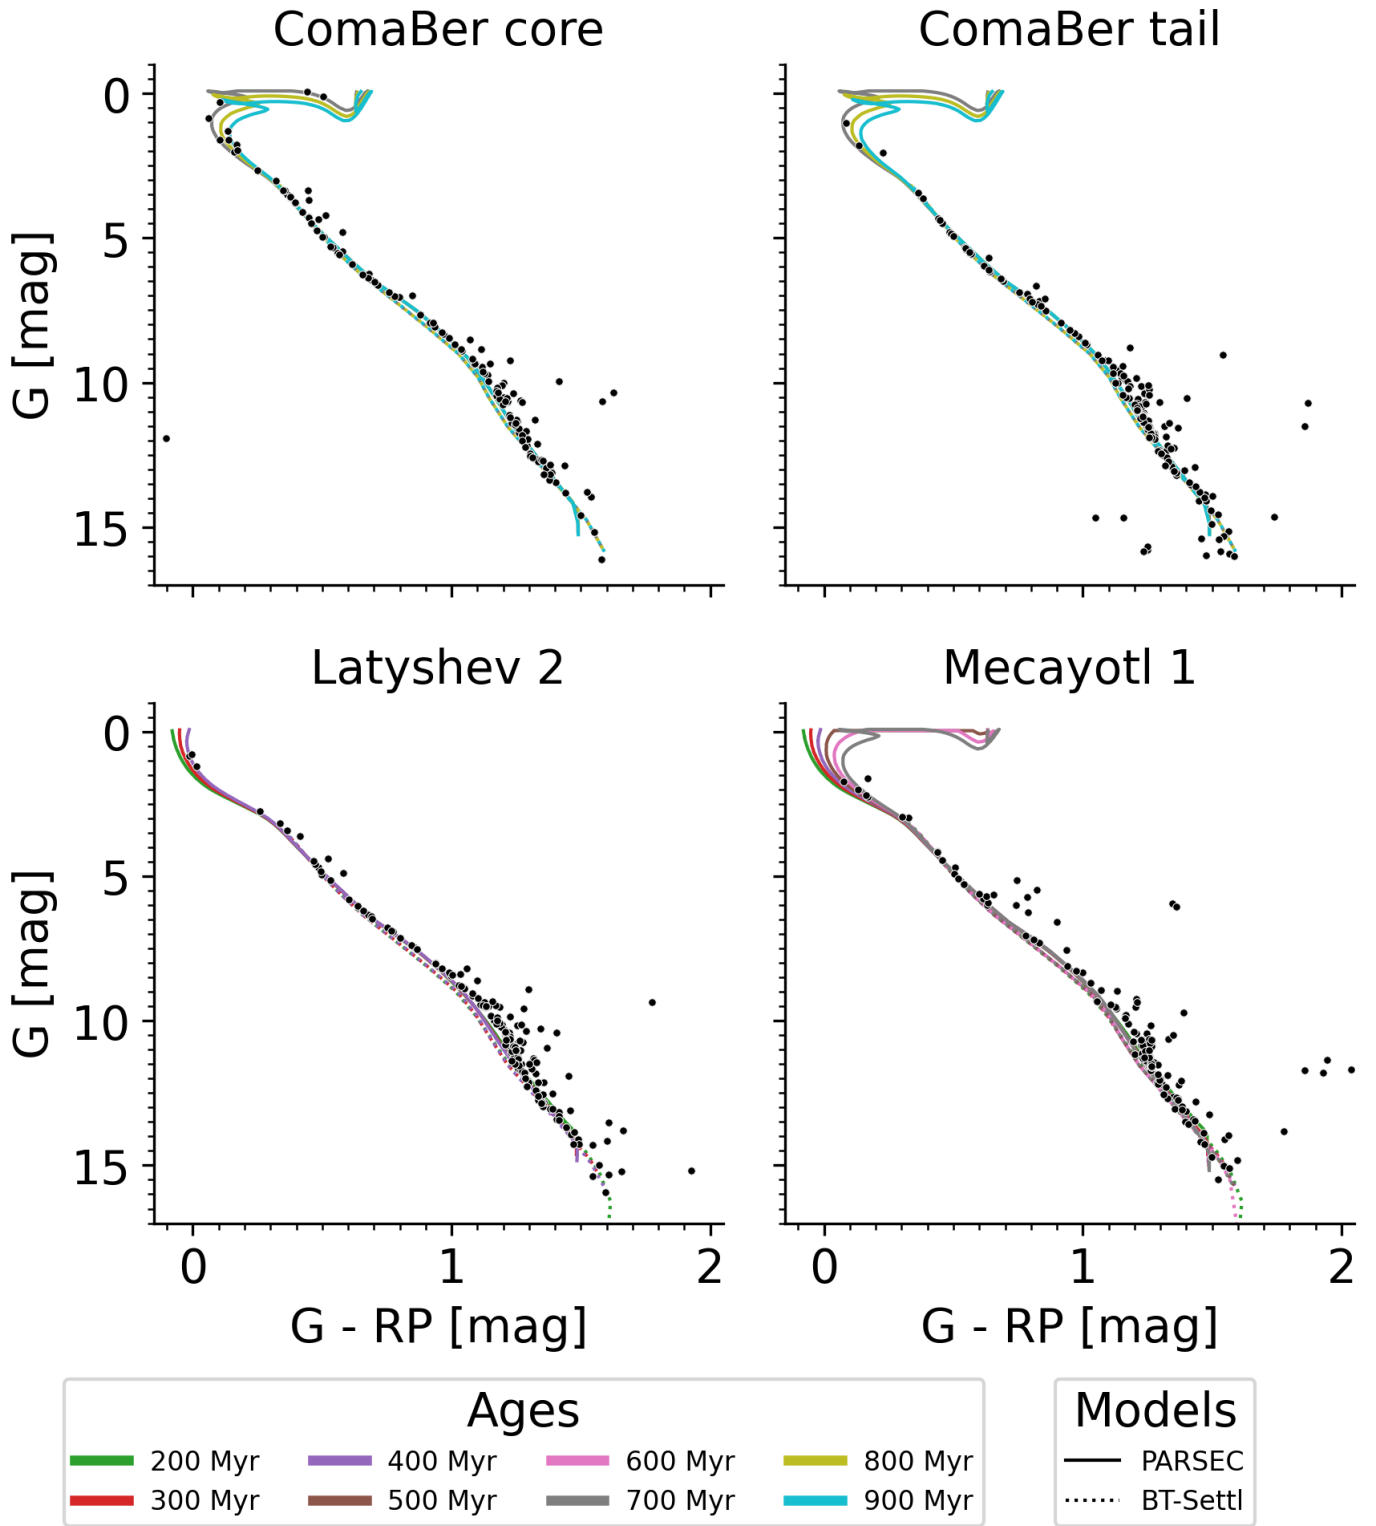 ComaBer core
ComaBer tail
0
5
10
15
G [mag]
0
5
10
15
G [mag]
Latyshev 2
Mecayotl 1
0 1 2
0 1 2
G - RP [mag]
G - RP [mag]
Ages
200 Myr 400 Myr 600 Myr 800 Myr
300 Myr 500 Myr 700 Myr 900 Myr
Models
PARSEC
BT-Settl